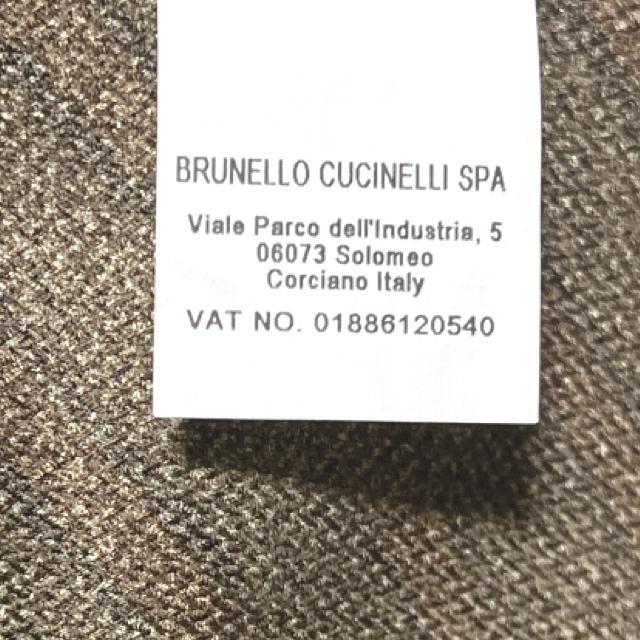 BRUNELLO CUCINELLI SPA
Viale Parco dell'Industria, 5
06073 Solomeo
Corciano Italy
VAT NO. 01886120540